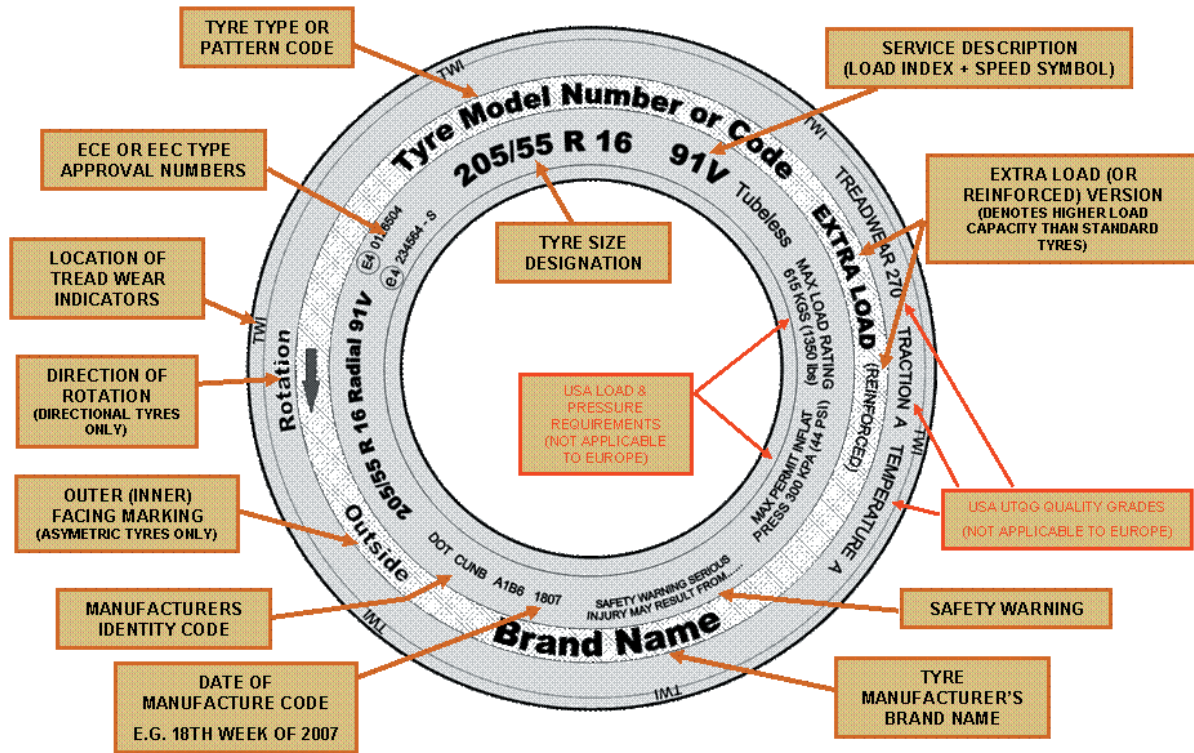 TYRE TYPE OR
PATTERN CODE
SERVICE DESCRIPTION
(LOAD INDEX + SPEED SYMBOL)
ECE OR EEC TYPE
APPROVAL NUMBERS
EXTRA LOAD (OR
REINFORCED) VERSION
(DENOTES HIGHER LOAD
CAPACITY THAN STANDARD
TYRES)
LOCATION OF
TREAD WEAR
INDICATORS
TYRE SIZE
DESIGNATION
DIRECTION OF
ROTATION
(DIRECTIONAL TYRES
ONLY)
USA LOAD &
PRESSURE
REQUIREMENTS
(NOT APPLICABLE
TO EUROPE)
OUTER (INNER)
FACING MARKING
(ASYMETRIC TYRES ONLY)
USA UTQG QUALITY GRADES
(NOT APPLICABLE TO EUROPE)
MANUFACTURERS
IDENTITY CODE
SAFETY WARNING
DATE OF
MANUFACTURE CODE
E.G. 18TH WEEK OF 2007
TYRE
MANUFACTURER'S
BRAND NAME
TWI
TWI
TWI
TWI
TWI
TWI
Tyre Model Number or Code
205/55 R 16 91V
Tubeless
EXTRA LOAD
(REINFORCED)
TREADWEAR 270 TRACTION A TEMPERATURE A
MAX LOAD RATING
615 KGS (1350 lbs)
MAX PERMIT INFLAT
PRESS 300 KPA (44 PSI)
SAFETY WARNING SERIOUS
INJURY MAY RESULT FROM......
Brand Name
DOT CUNB A1B6 1807
Outside
Rotation
205/55 R 16 Radial 91V
E4 0126504
e4 234564 - S